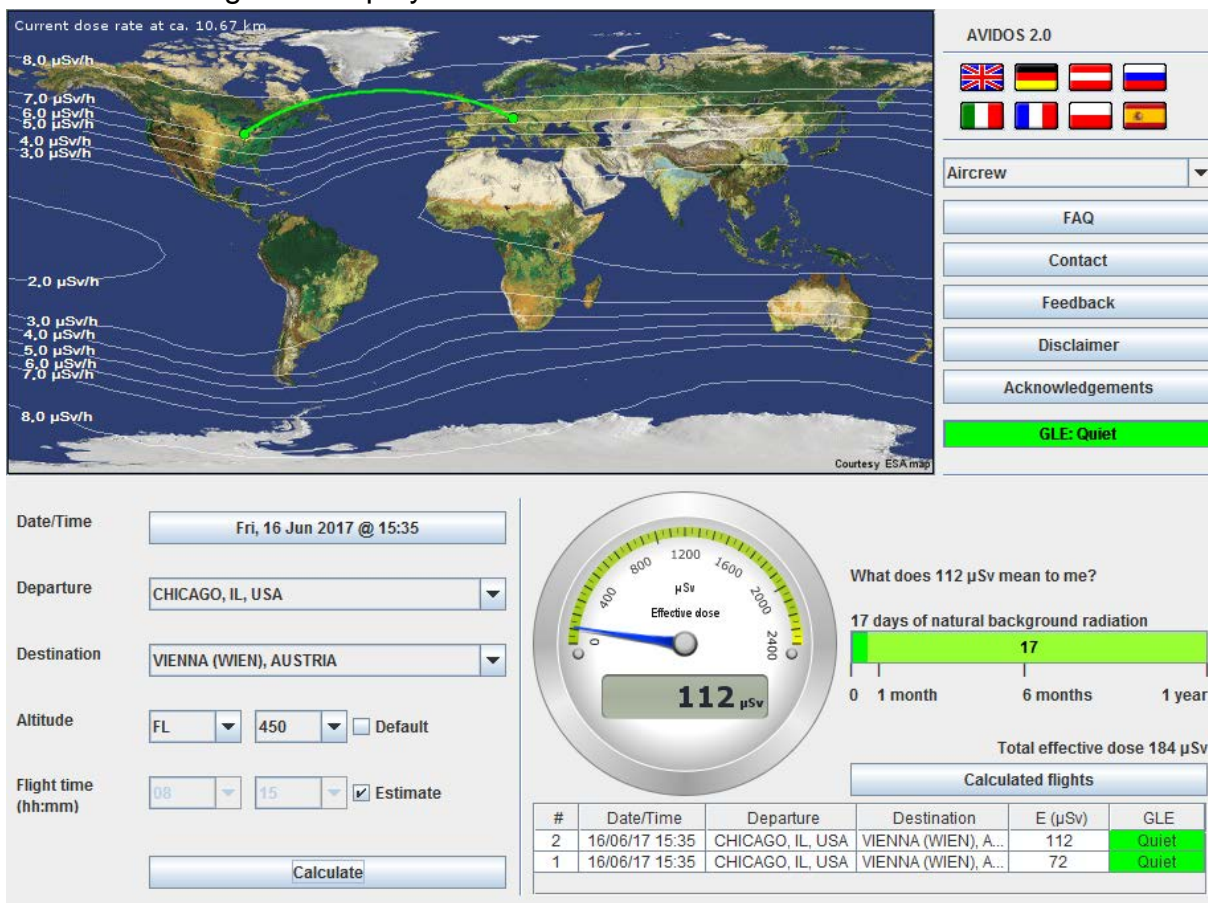 Current dose rate at ca. 10.67 km
8,0 µSv/h
7,0 µSv/h
6,0 µSv/h
5,0 µSv/h
4,0 µSv/h
3,0 µSv/h
2,0 µSv/h
3,0 µSv/h
4,0 µSv/h
5,0 µSv/h
6,0 µSv/h
7,0 µSv/h
8,0 µSv/h
Courtesy ESA map
AVIDOS 2.0
Aircrew
FAQ
Contact
Feedback
Disclaimer
Acknowledgements
GLE: Quiet
Date/Time
Fri, 16 Jun 2017 @ 15:35
Departure
CHICAGO, IL, USA
Destination
VIENNA (WIEN), AUSTRIA
Altitude
FL 450 Default
Flight time
(hh:mm)
08 15 Estimate
Calculate
0 400 800 1200 1600 2000 2400
µSv
Effective dose
112 µSv
What does 112 µSv mean to me?
17 days of natural background radiation
17
0 1 month 6 months 1 year
Total effective dose 184 µSv
Calculated flights
# Date/Time Departure Destination E (µSv) GLE
2 16/06/17 15:35 CHICAGO, IL, USA VIENNA (WIEN), A... 112 Quiet
1 16/06/17 15:35 CHICAGO, IL, USA VIENNA (WIEN), A... 72 Quiet